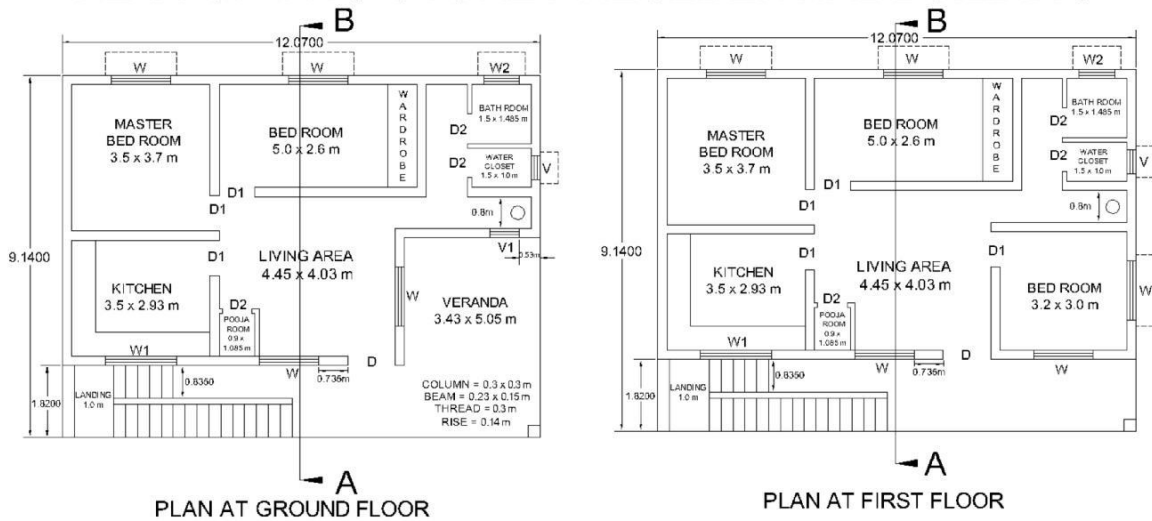 B
12.0700
W
W
W2
MASTER
BED ROOM
3.5 x 3.7 m
BED ROOM
5.0 x 2.6 m
WARDROBE
BATH ROOM
1.5 x 1.485 m
D2
D2
WATER
CLOSET
1.5 x 1.0 m
V
D1
D1
0.8m
V1
0.53m
9.1400
D1
LIVING AREA
4.45 x 4.03 m
KITCHEN
3.5 x 2.93 m
W
VERANDA
3.43 x 5.05 m
D2
POOJA
ROOM
0.9 x
1.085 m
W1
W
0.735m
D
1.8200
LANDING
1.0 m
0.8350
COLUMN = 0.3 x 0.3 m
BEAM = 0.23 x 0.15 m
THREAD = 0.3 m
RISE = 0.14 m
A
PLAN AT GROUND FLOOR
B
12.0700
W
W
W2
MASTER
BED ROOM
3.5 x 3.7 m
BED ROOM
5.0 x 2.6 m
WARDROBE
BATH ROOM
1.5 x 1.485 m
D2
D2
WATER
CLOSET
1.5 x 1.0 m
V
D1
D1
0.8m
9.1400
D1
LIVING AREA
4.45 x 4.03 m
D1
KITCHEN
3.5 x 2.93 m
BED ROOM
3.2 x 3.0 m
W
D2
POOJA
ROOM
0.9 x
1.085 m
W1
W
0.735m
D
W
1.8200
LANDING
1.0 m
0.8350
A
PLAN AT FIRST FLOOR